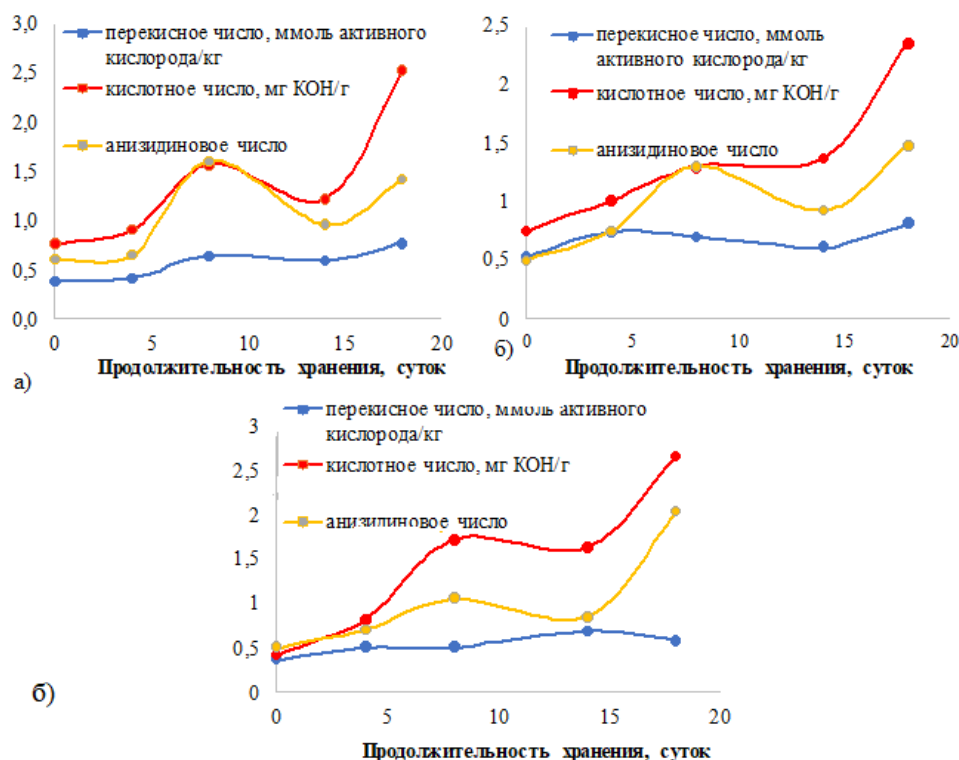 3,0
перекисное число, ммоль активного
кислорода/кг
2,5
кислотное число, мг КОН/г
2,0
анизидиновое число
1,5
1,0
0,5
0,0
0 5 10 15 20
Продолжительность хранения, суток
а)
2,5
перекисное число, ммоль
активного кислорода/кг
2
кислотное число, мг КОН/г
1,5
анизидиновое число
1
0,5
0
0 5 10 15 20
Продолжительность хранения, суток
б)
перекисное число, ммоль активного
кислорода/кг
3
2,5
кислотное число, мг КОН/г
2
анизидиновое число
1,5
1
0,5
0
0 5 10 15 20
Продолжительность хранения, суток
б)